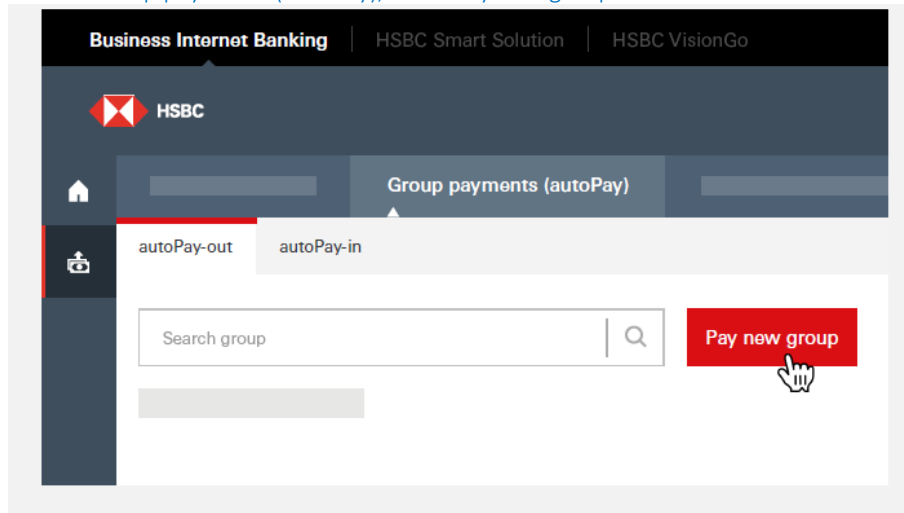 Business Internet Banking HSBC Smart Solution HSBC VisionGo
HSBC
Group payments (autoPay)
autoPay-out autoPay-in
Search group
Pay new group